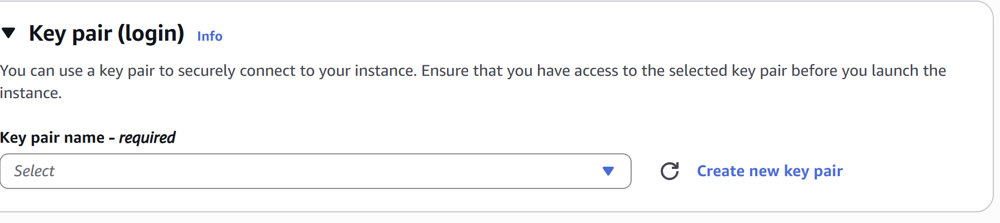 Key pair (login) Info
You can use a key pair to securely connect to your instance. Ensure that you have access to the selected key pair before you launch the
instance.
Key pair name - required
Select
Create new key pair